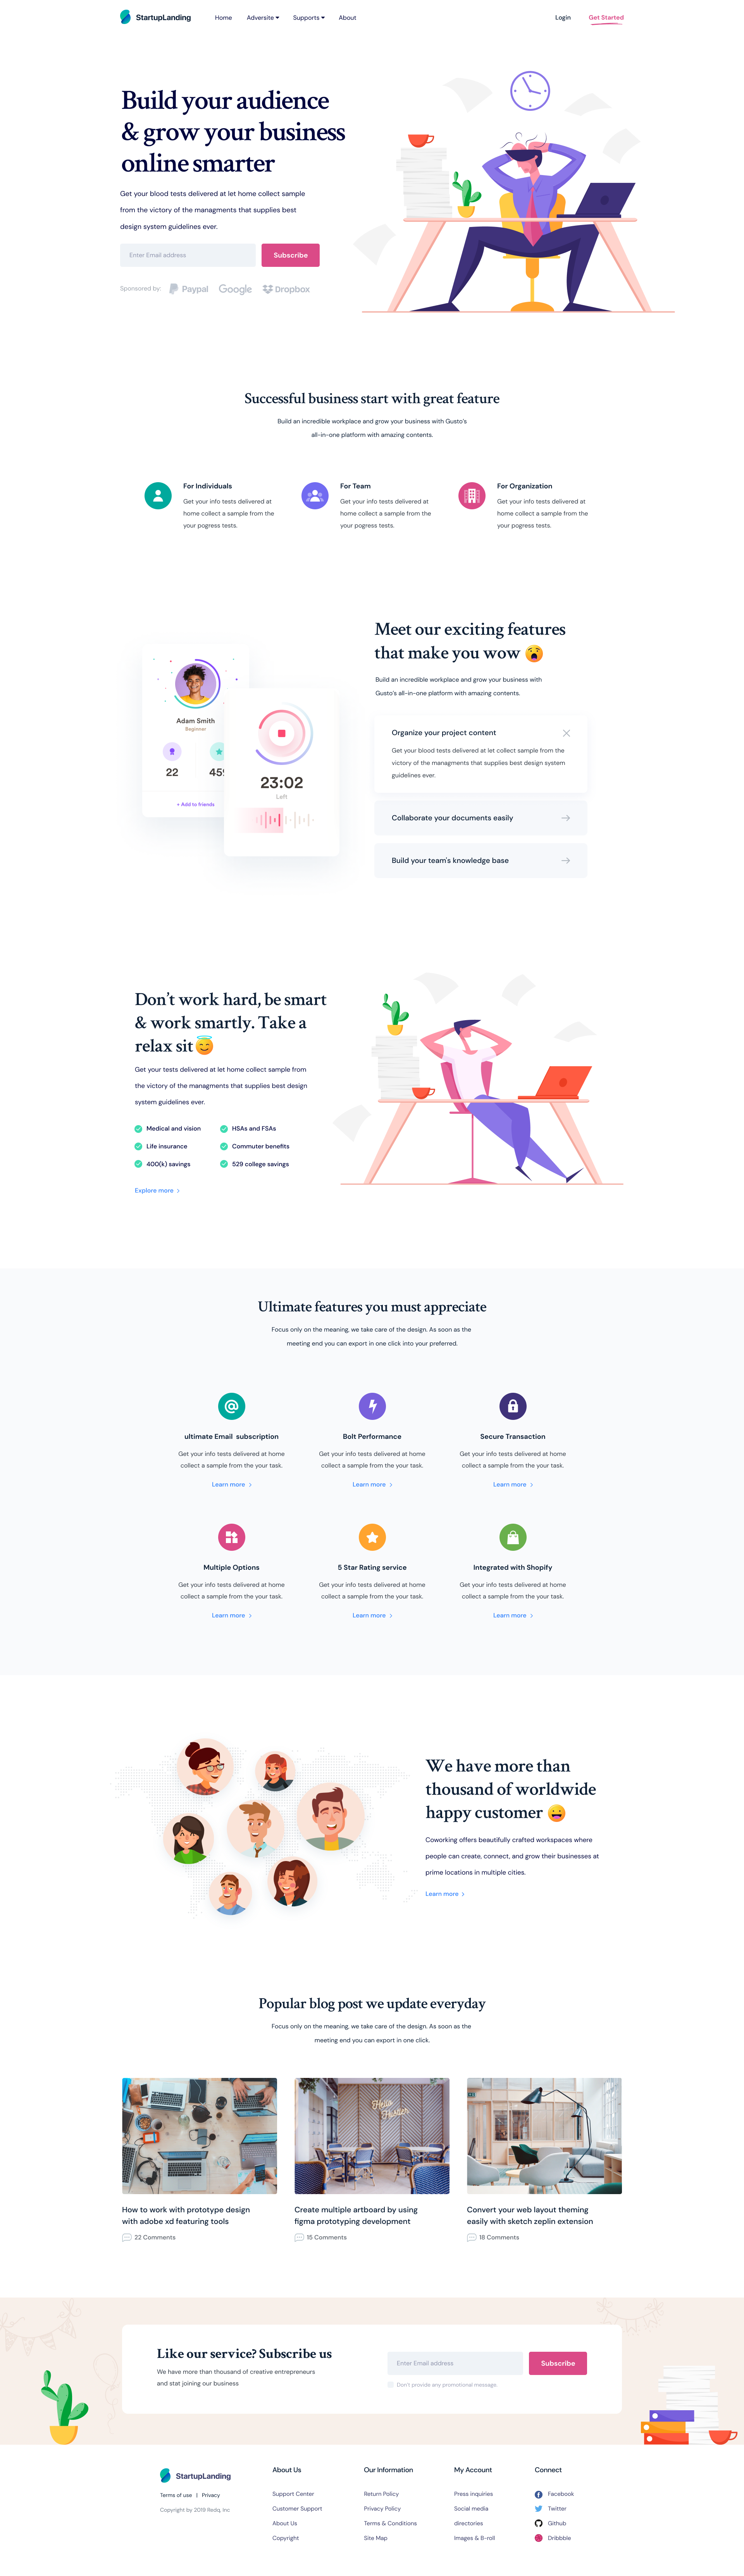 StartupLanding
Home
Adversite
Supports
About
Login
Get Started
Build your audience
& grow your business
online smarter
Get your blood tests delivered at let home collect sample
from the victory of the managments that supplies best
design system guidelines ever.
Enter Email address
Subscribe
Sponsored by:
Paypal
Google
Dropbox
Successful business start with great feature
Build an incredible workplace and grow your business with Gusto's
all-in-one platform with amazing contents.
For Individuals
Get your info tests delivered at
home collect a sample from the
your pogress tests.
For Team
Get your info tests delivered at
home collect a sample from the
your pogress tests.
For Organization
Get your info tests delivered at
home collect a sample from the
your pogress tests.
Adam Smith
Beginner
22
45
+ Add to friends
23:02
Left
Meet our exciting features
that make you wow
Build an incredible workplace and grow your business with
Gusto's all-in-one platform with amazing contents.
Organize your project content
Get your blood tests delivered at let collect sample from the
victory of the managments that supplies best design system
guidelines ever.
Collaborate your documents easily
Build your team's knowledge base
Don't work hard, be smart
& work smartly. Take a
relax sit
Get your tests delivered at let home collect sample from
the victory of the managments that supplies best design
system guidelines ever.
Medical and vision
HSAs and FSAs
Life insurance
Commuter benefits
400(k) savings
529 college savings
Explore more
Ultimate features you must appreciate
Focus only on the meaning, we take care of the design. As soon as the
meeting end you can export in one click into your preferred.
ultimate Email subscription
Get your info tests delivered at home
collect a sample from the your task.
Learn more
Bolt Performance
Get your info tests delivered at home
collect a sample from the your task.
Learn more
Secure Transaction
Get your info tests delivered at home
collect a sample from the your task.
Learn more
Multiple Options
Get your info tests delivered at home
collect a sample from the your task.
Learn more
5 Star Rating service
Get your info tests delivered at home
collect a sample from the your task.
Learn more
Integrated with Shopify
Get your info tests delivered at home
collect a sample from the your task.
Learn more
We have more than
thousand of worldwide
happy customer
Coworking offers beautifully crafted workspaces where
people can create, connect, and grow their businesses at
prime locations in multiple cities.
Learn more
Popular blog post we update everyday
Focus only on the meaning, we take care of the design. As soon as the
meeting end you can export in one click.
Hello
Hustler
How to work with prototype design
with adobe xd featuring tools
22 Comments
Create multiple artboard by using
figma prototyping development
15 Comments
Convert your web layout theming
easily with sketch zeplin extension
18 Comments
Like our service? Subscribe us
We have more than thousand of creative entrepreneurs
and stat joining our business
Enter Email address
Subscribe
Don't provide any promotional message.
StartupLanding
Terms of use | Privacy
Copyright by 2019 RedQ, Inc
About Us
Support Center
Customer Support
About Us
Copyright
Our Information
Return Policy
Privacy Policy
Terms & Conditions
Site Map
My Account
Press inquiries
Social media
directories
Images & B-roll
Connect
Facebook
Twitter
Github
Dribbble